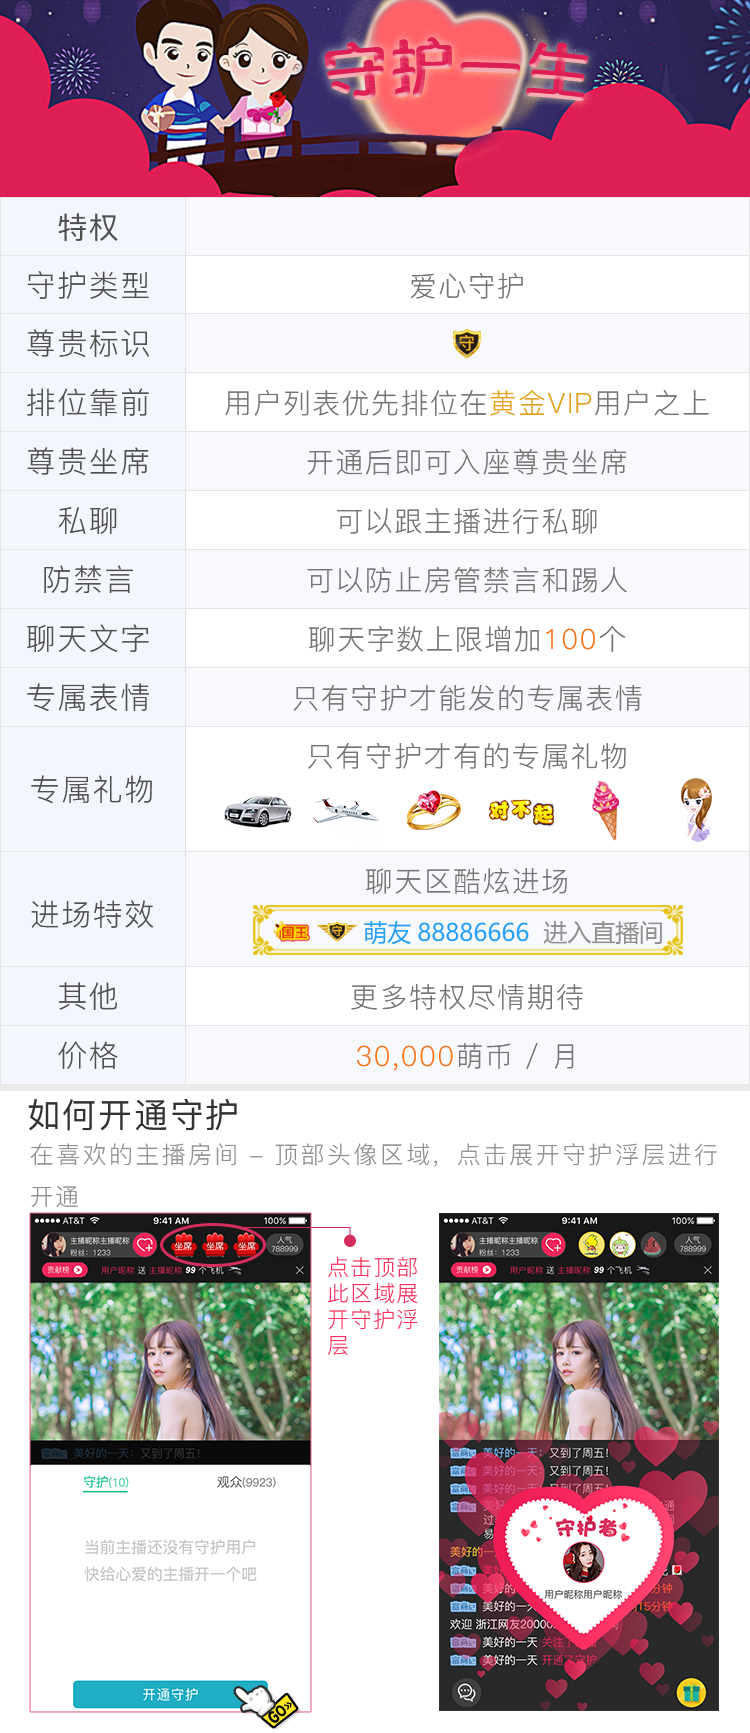 守护一生
特权
守护类型
爱心守护
尊贵标识
守
排位靠前
用户列表优先排位在黄金VIP用户之上
尊贵坐席
开通后即可入座尊贵坐席
私聊
可以跟主播进行私聊
防禁言
可以防止房管禁言和踢人
聊天文字
聊天字数上限增加100个
专属表情
只有守护才能发的专属表情
专属礼物
只有守护才有的专属礼物
对不起
进场特效
聊天区酷炫进场
国王 守 萌友 88886666 进入直播间
其他
更多特权尽情期待
价格
30,000萌币 / 月
如何开通守护
在喜欢的主播房间 – 顶部头像区域，点击展开守护浮层进行
开通
AT&T 9:41 AM 100%
主播昵称主播昵称
粉丝：1233
坐席 坐席 坐席
人气
788999
贡献榜 用户昵称 送 主播昵称 99 个飞机
美好的一天：又到了周五！
守护(10) 观众(9923)
当前主播还没有守护用户
快给心爱的主播开一个吧
开通守护
GO»
点击顶部
此区域展
开守护浮
层
AT&T 9:41 AM 100%
主播昵称主播昵称
粉丝：1233
人气
788999
贡献榜 用户昵称 送 主播昵称 99 个飞机
美好的一天：又到了周五！
美好的一天：又到了周五！
守护者
用户昵称用户昵称
美好的一
美好的一
美好的一天
15分钟
欢迎 浙江网友20000
美好的一天 关注了
美好的一天 开通了守护